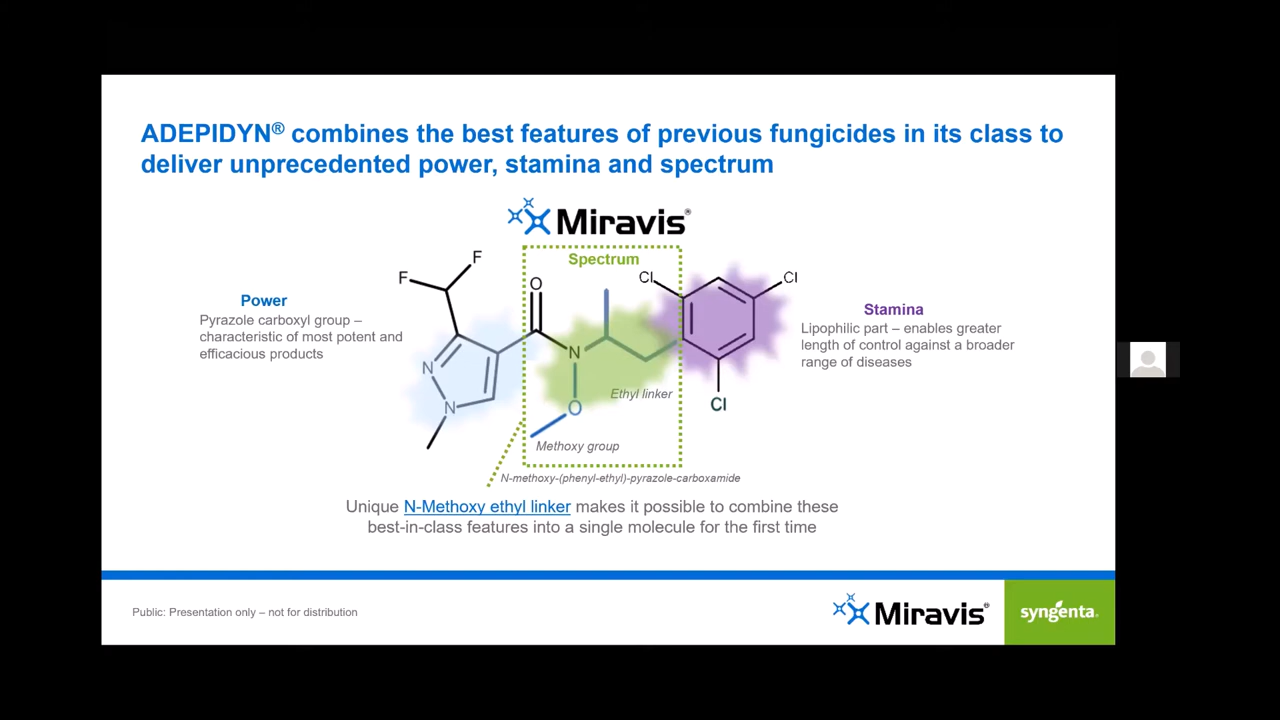 ADEPIDYN® combines the best features of previous fungicides in its class to
deliver unprecedented power, stamina and spectrum
Miravis®
Spectrum
Power
Pyrazole carboxyl group –
characteristic of most potent and
efficacious products
F
F
O
N
N
N
O
Cl
Cl
Cl
Ethyl linker
Methoxy group
N-methoxy-(phenyl-ethyl)-pyrazole-carboxamide
Stamina
Lipophilic part – enables greater
length of control against a broader
range of diseases
Unique N-Methoxy ethyl linker makes it possible to combine these
best-in-class features into a single molecule for the first time
Public: Presentation only – not for distribution
Miravis®
syngenta®